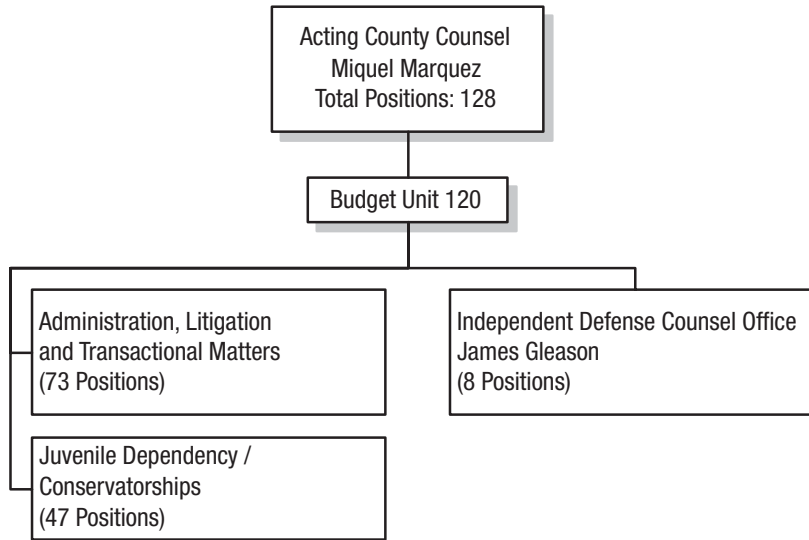 Acting County Counsel
Miquel Marquez
Total Positions: 128
Budget Unit 120
Administration, Litigation
and Transactional Matters
(73 Positions)
Independent Defense Counsel Office
James Gleason
(8 Positions)
Juvenile Dependency /
Conservatorships
(47 Positions)